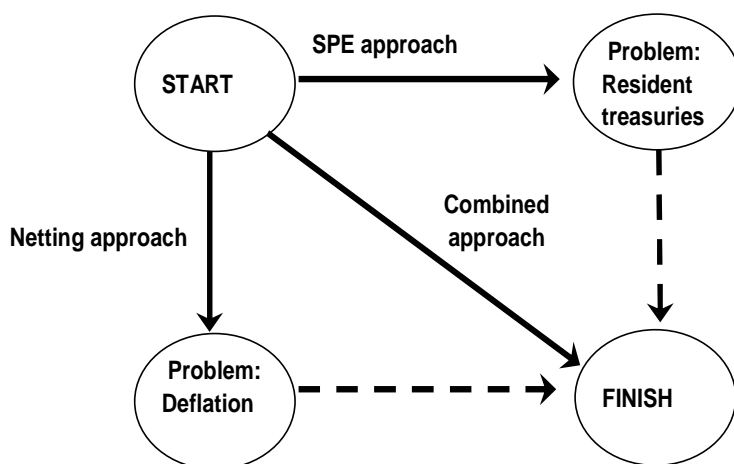 SPE approach
START
Problem:
Resident
treasuries
Combined
approach
Netting approach
Problem:
Deflation
FINISH